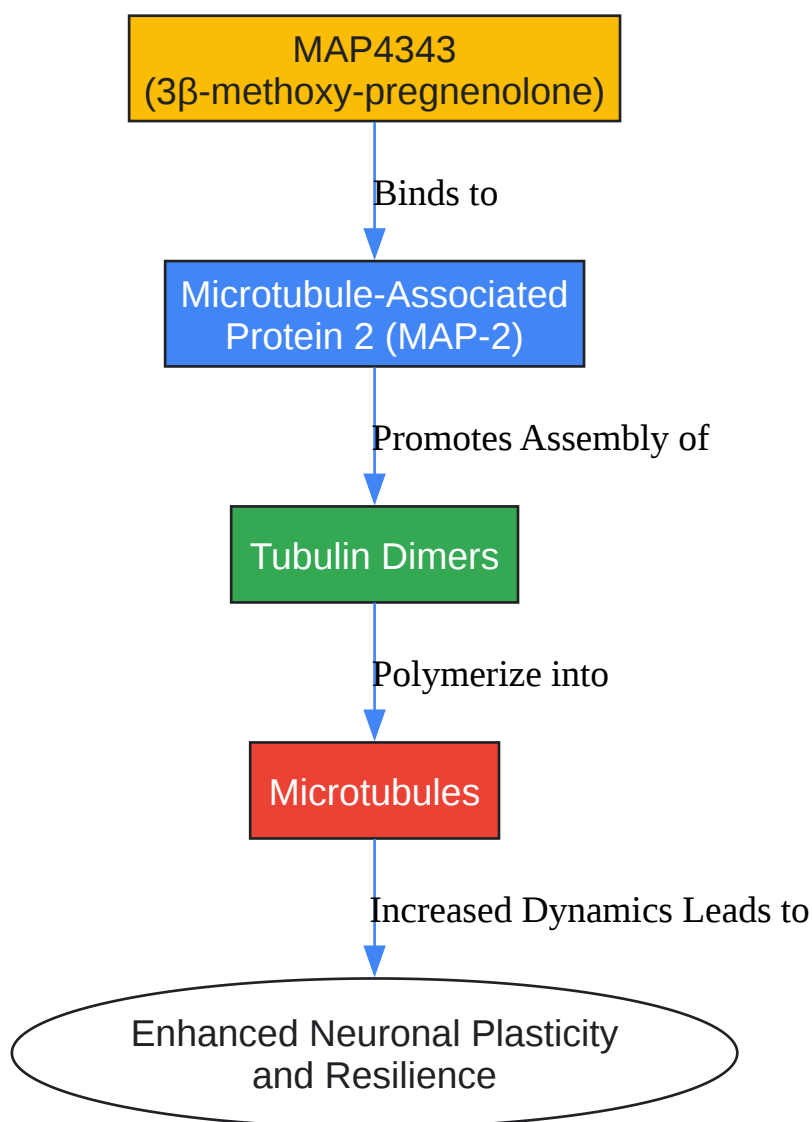 MAP4343
(3β-methoxy-pregnenolone)
Binds to
Microtubule-Associated
Protein 2 (MAP-2)
Promotes Assembly of
Tubulin Dimers
Polymerize into
Microtubules
Increased Dynamics Leads to
Enhanced Neuronal Plasticity
and Resilience